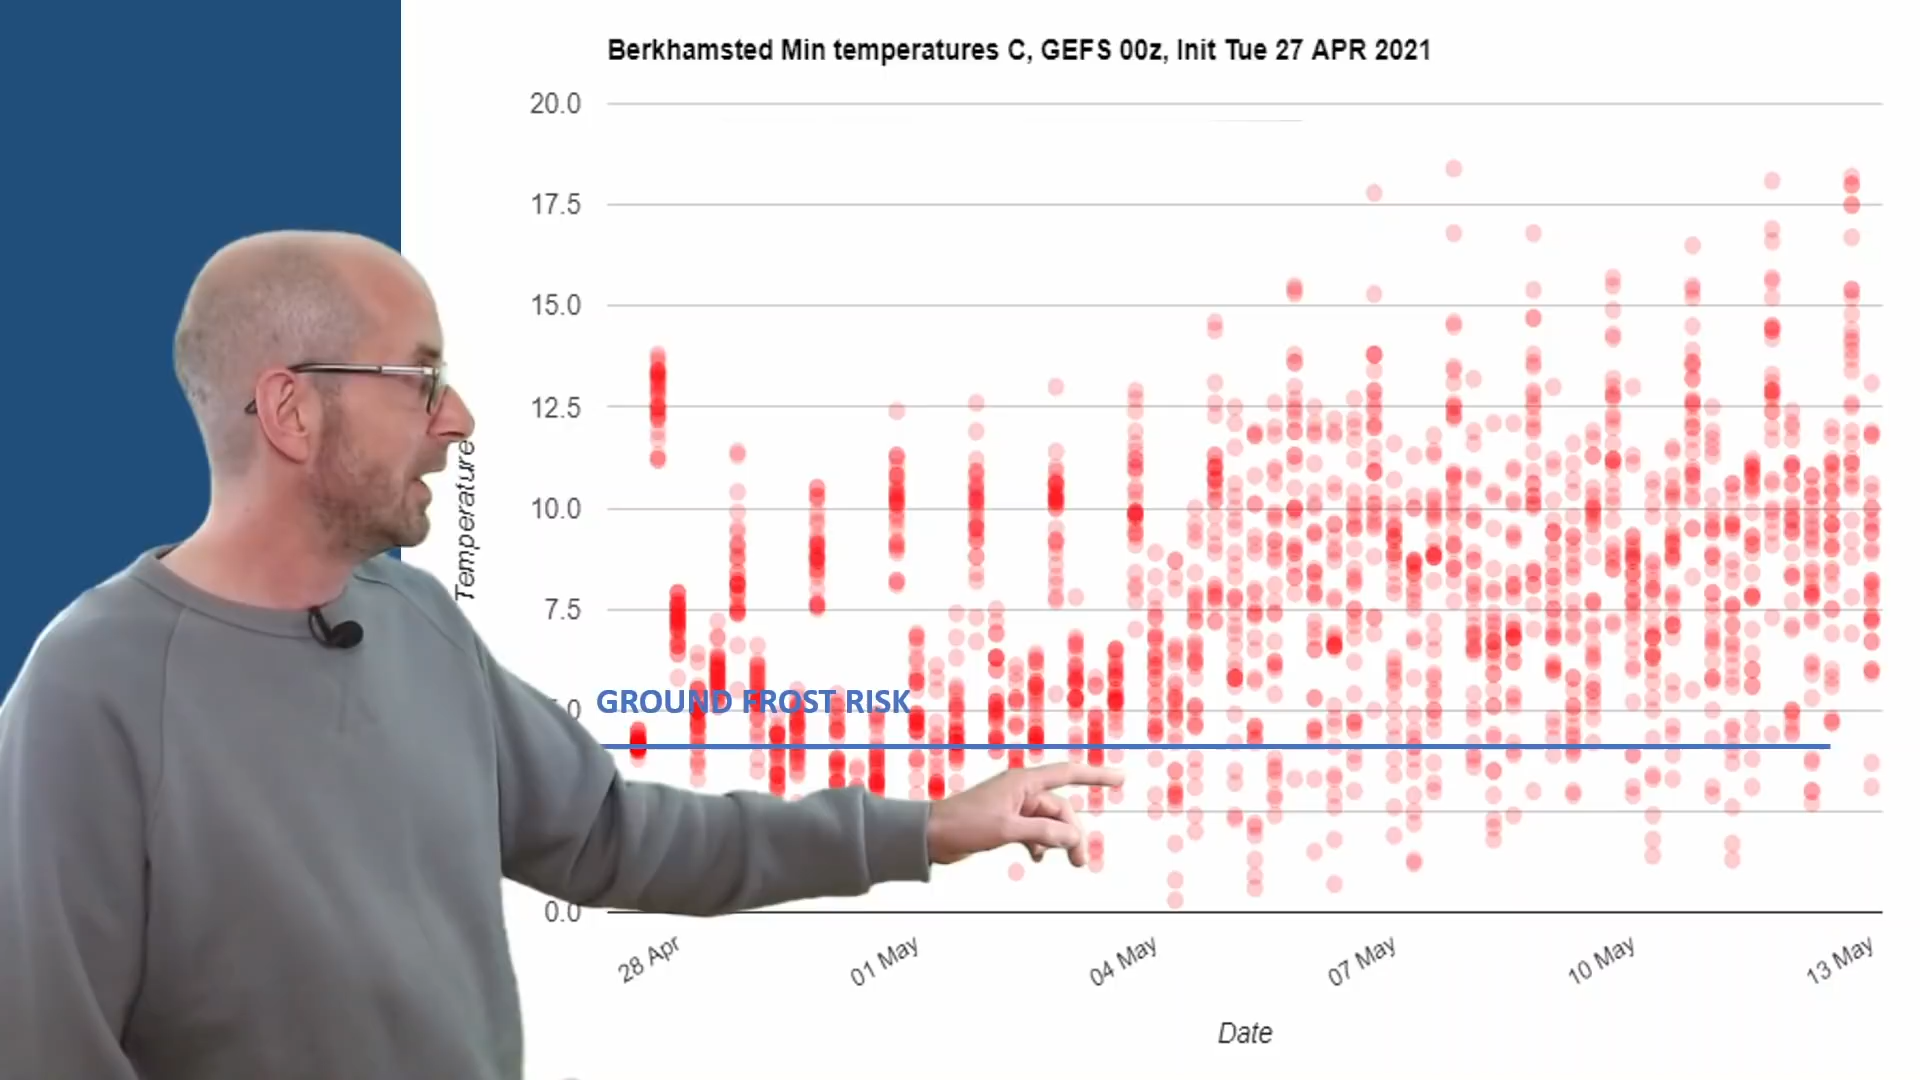 Berkhamsted Min temperatures C, GEFS 00z, Init Tue 27 APR 2021
20.0
17.5
15.0
12.5
10.0
7.5
GROUND FROST RISK
0.0
Temperature
28 Apr
01 May
04 May
07 May
10 May
13 May
Date